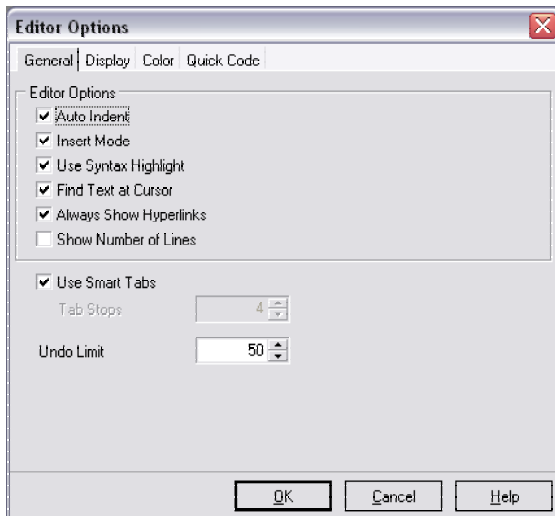 Editor Options
General Display Color Quick Code
Editor Options
Auto Indent
Insert Mode
Use Syntax Highlight
Find Text at Cursor
Always Show Hyperlinks
Show Number of Lines
Use Smart Tabs
Tab Stops 4
Undo Limit 50
OK Cancel Help